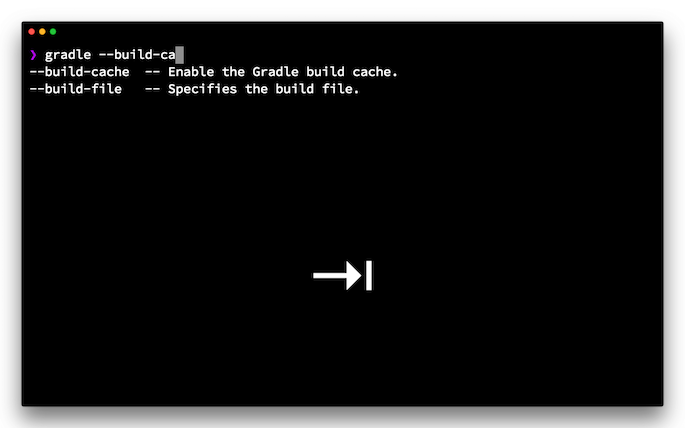 ❯ gradle --build-ca
--build-cache  -- Enable the Gradle build cache.
--build-file   -- Specifies the build file.